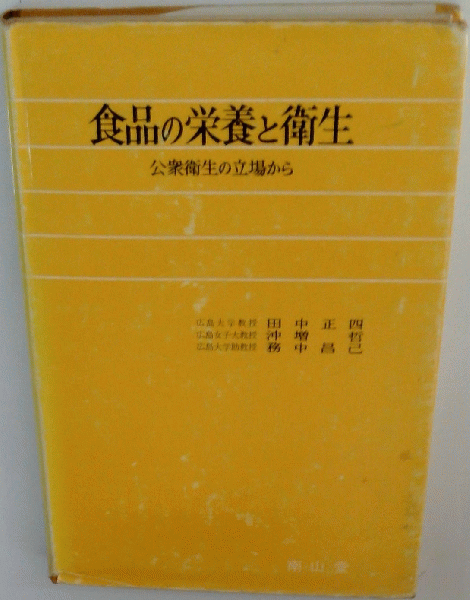 食品の栄養と衛生
公衆衛生の立場から
広島大学教授 田中正四
広島女子大教授 沖増哲
広島大学助教授 務中昌己
南山堂